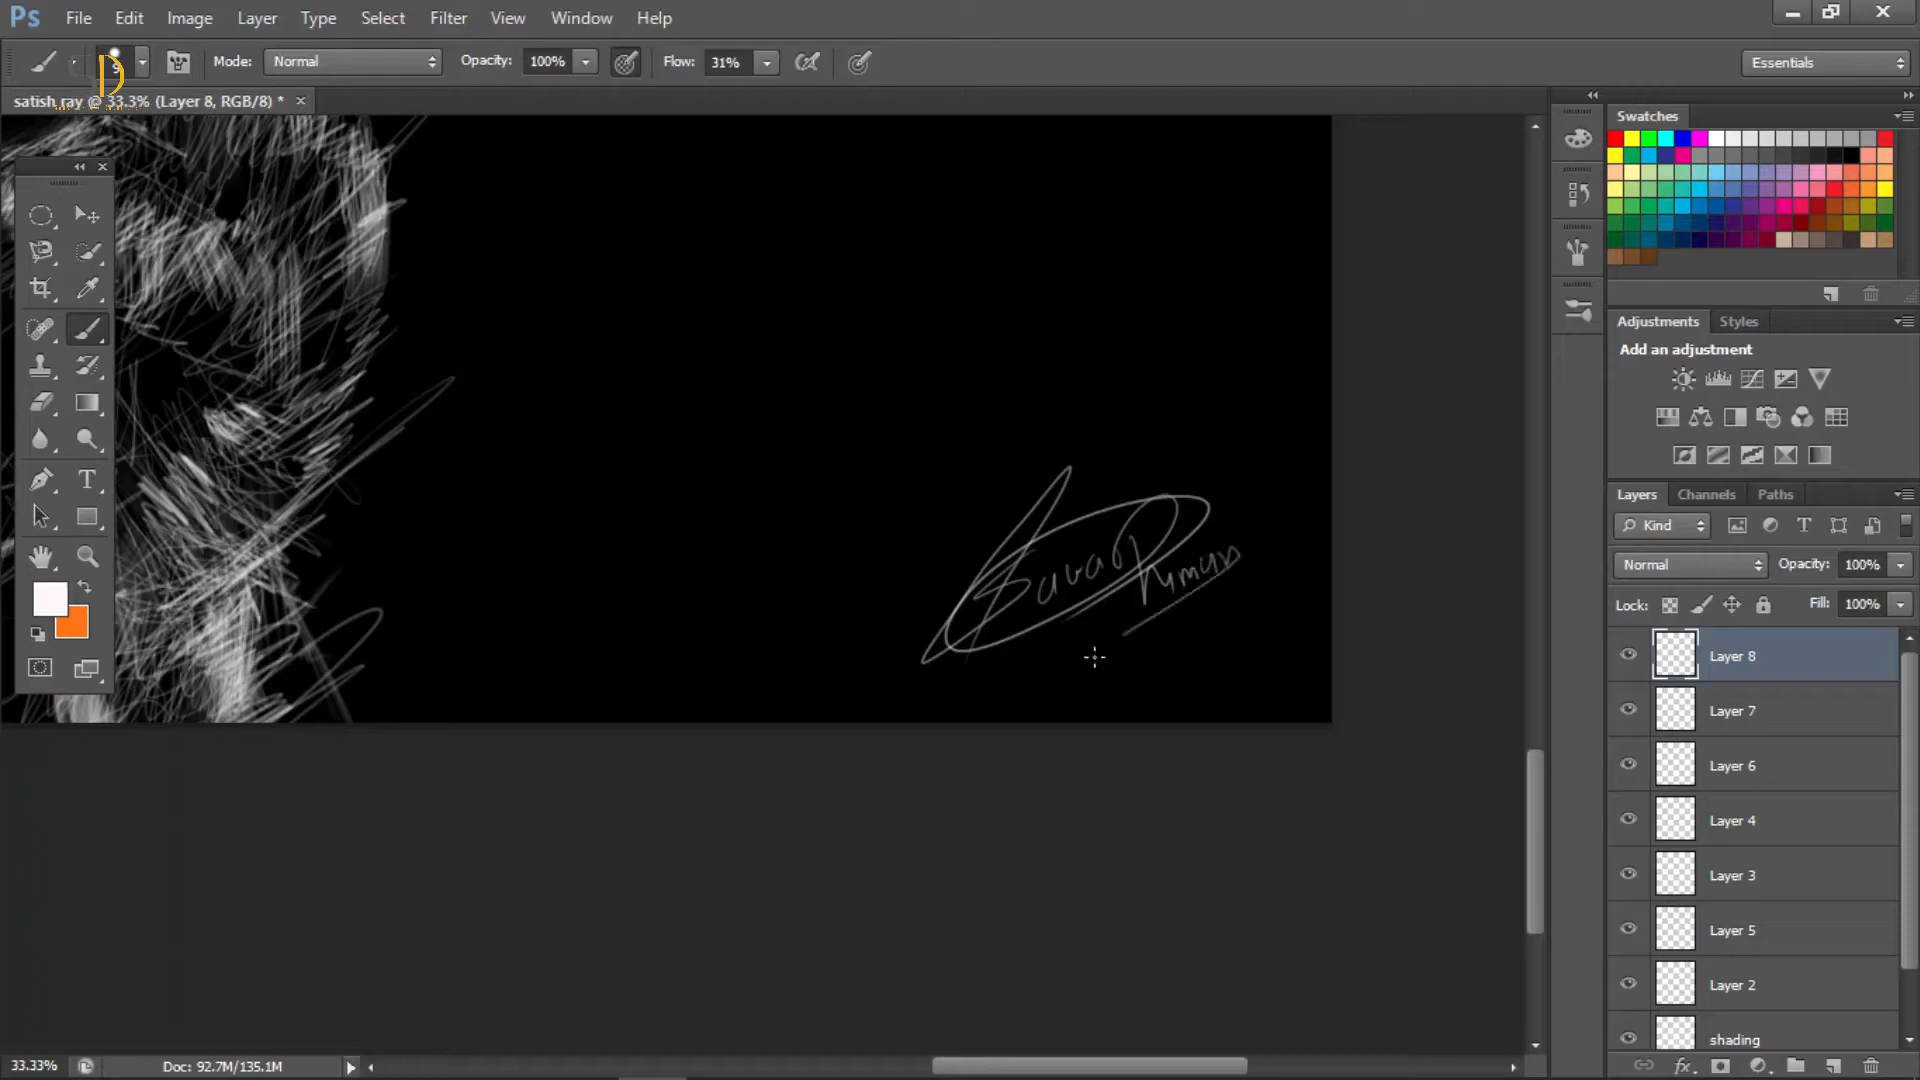 Ps File Edit Image Layer Type Select Filter View Window Help
9 Mode: Normal Opacity: 100% Flow: 31% Essentials
D
satish ray @ 33.3% (Layer 8, RGB/8) * ×
Swatches
Adjustments Styles
Add an adjustment
Layers Channels Paths
Kind
Normal Opacity: 100%
Lock: Fill: 100%
Layer 8
Layer 7
Layer 6
Layer 4
Layer 3
Layer 5
Layer 2
shading
33.33% Doc: 92.7M/135.1M
fx